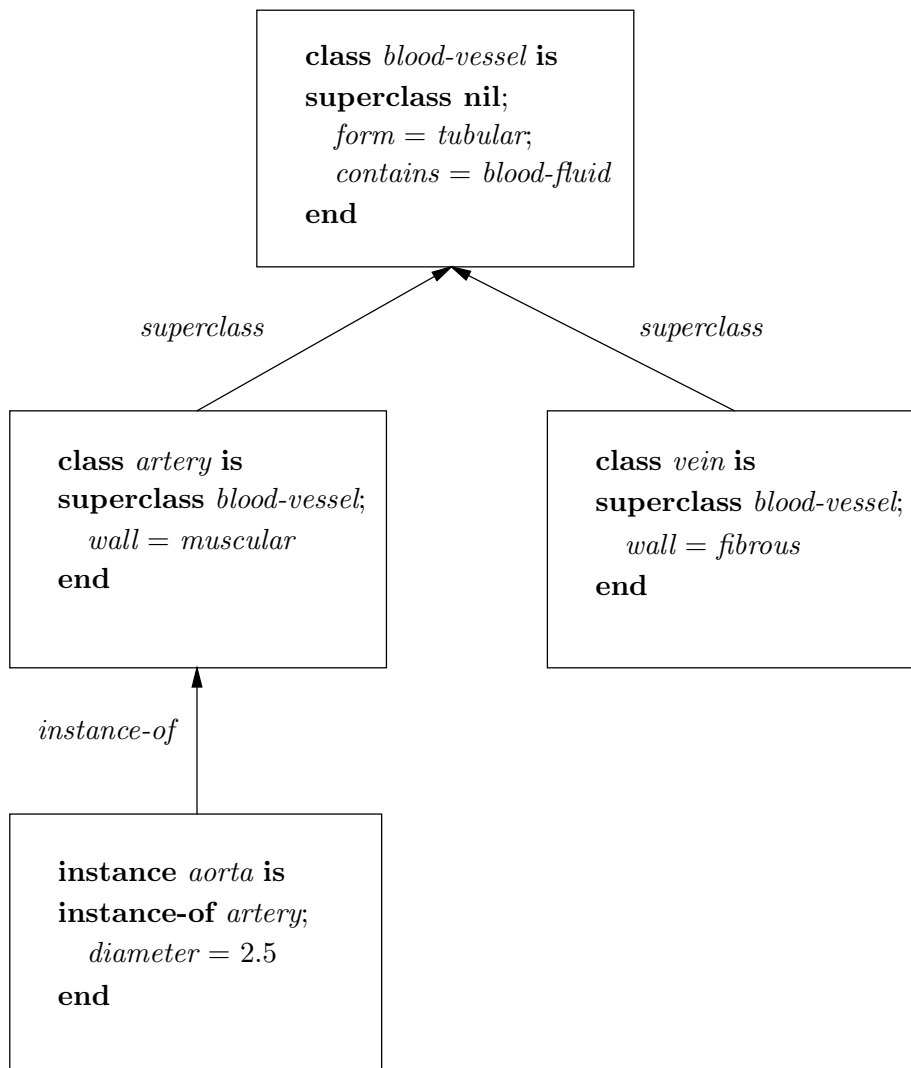 class blood-vessel is
superclass nil;
form = tubular;
contains = blood-fluid
end
superclass
superclass
class artery is
superclass blood-vessel;
wall = muscular
end
class vein is
superclass blood-vessel;
wall = fibrous
end
instance-of
instance aorta is
instance-of artery;
diameter = 2.5
end